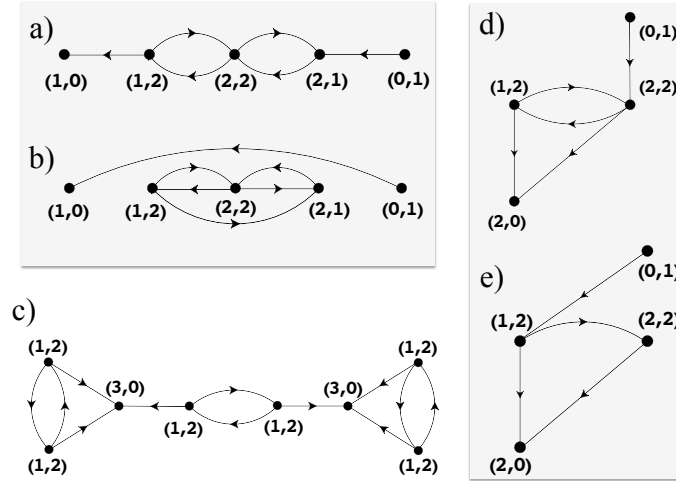 a)
(1,0) (1,2) (2,2) (2,1) (0,1)
b)
(1,0) (1,2) (2,2) (2,1) (0,1)
c)
(1,2) (1,2)
(3,0) (3,0)
(1,2) (1,2)
(1,2) (1,2)
d)
(0,1)
(1,2) (2,2)
(2,0)
e)
(0,1)
(1,2) (2,2)
(2,0)